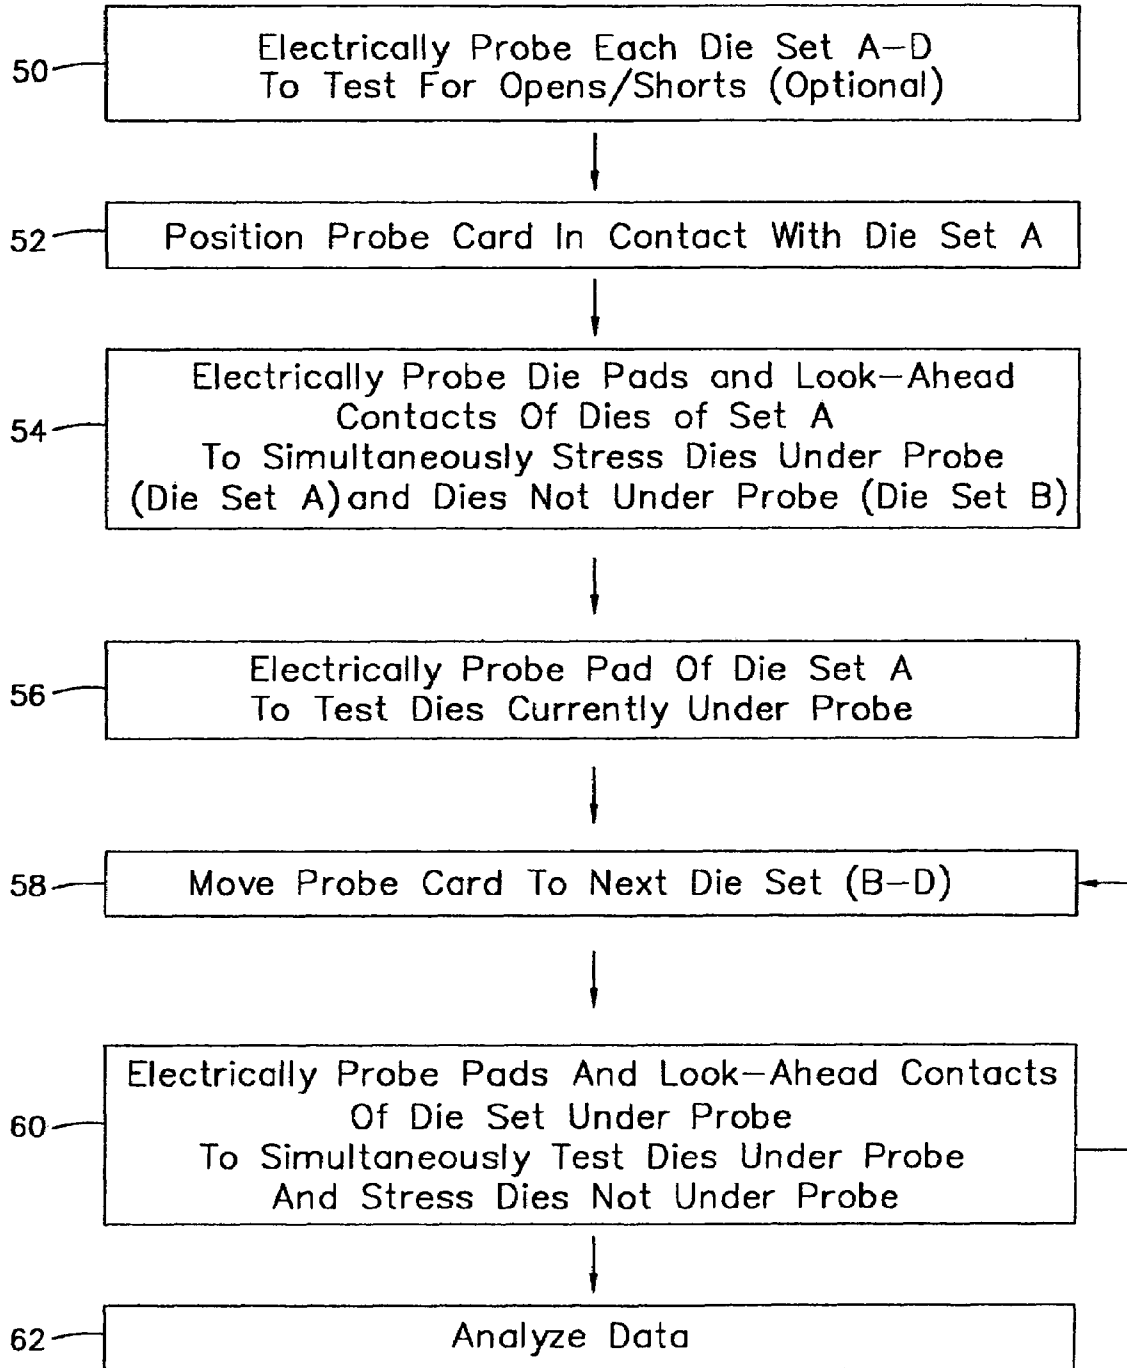 Electrically Probe Each Die Set A-D
50
To Test For Opens/Shorts (Optional)
52
Position Probe Card In Contact With Die Set A
Electrically Probe Die Pads and Look-Ahead
Contacts Of Dies of Set A
54
To Simultaneously Stress Dies Under Probe
(Die Set A) and Dies Not Under Probe (Die Set B)
Electrically Probe Pad Of Die Set A
56
To Test Dies Currently Under Probe
58
Move Probe Card To Next Die Set (B-D)
Electrically Probe Pads And Look-Ahead Contacts
Of Die Set Under Probe
60
To Simultaneously Test Dies Under Probe
And Stress Dies Not Under Probe
62
Analyze Data